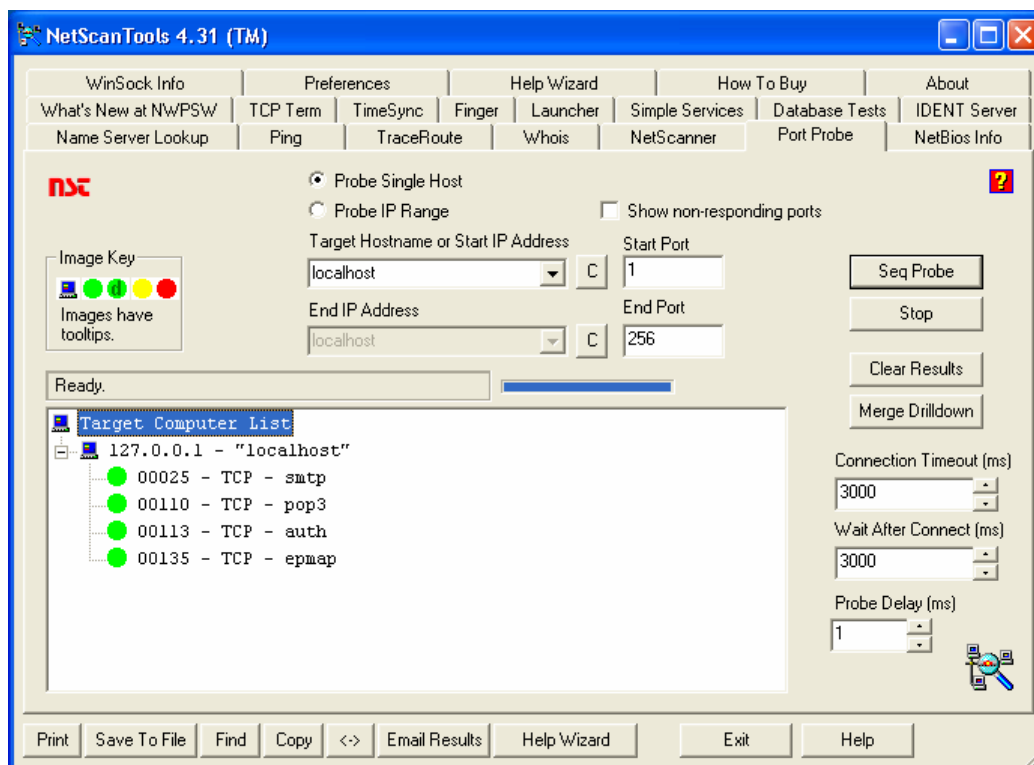 NetScanTools 4.31 (TM)
WinSock Info Preferences Help Wizard How To Buy About
What's New at NWPSW TCP Term TimeSync Finger Launcher Simple Services Database Tests IDENT Server
Name Server Lookup Ping TraceRoute Whois NetScanner Port Probe NetBios Info
nst
Probe Single Host
?
Probe IP Range
Show non-responding ports
Target Hostname or Start IP Address
Start Port
Image Key
localhost
C
1
Seq Probe
d
Images have
tooltips.
End IP Address
End Port
Stop
localhost
C
256
Clear Results
Ready.
Merge Drilldown
Target Computer List
127.0.0.1 - "localhost"
00025 - TCP - smtp
00110 - TCP - pop3
00113 - TCP - auth
00135 - TCP - epmap
Connection Timeout (ms)
3000
Wait After Connect (ms)
3000
Probe Delay (ms)
1
Print Save To File Find Copy <-> Email Results Help Wizard Exit Help